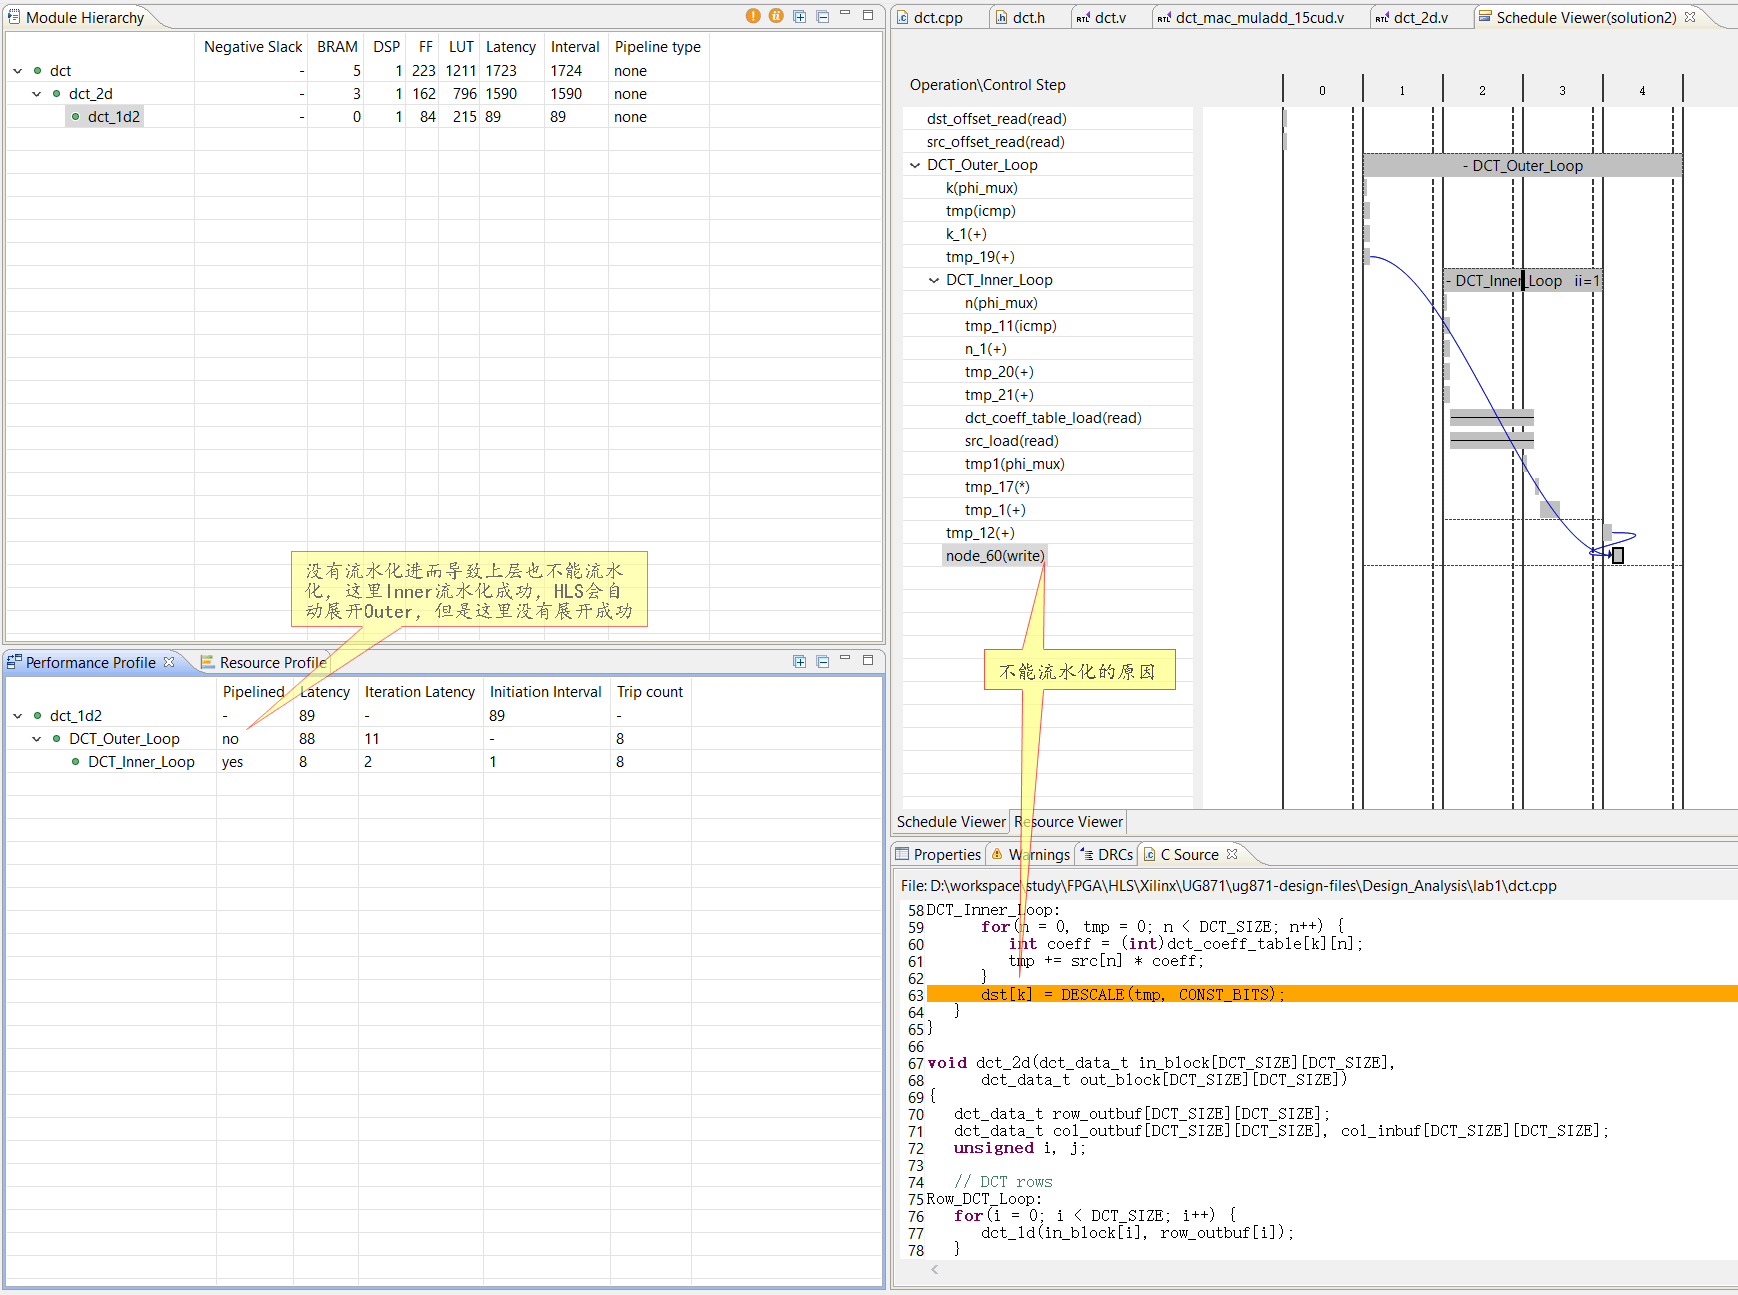 Module Hierarchy
Negative Slack BRAM DSP FF LUT Latency Interval Pipeline type
dct - 5 1 223 1211 1723 1724 none
dct_2d - 3 1 162 796 1590 1590 none
dct_1d2 - 0 1 84 215 89 89 none
没有流水化进而导致上层也不能流水
化，这里Inner流水化成功，HLS会自
动展开Outer，但是这里没有展开成功
Performance Profile Resource Profile
Pipelined Latency Iteration Latency Initiation Interval Trip count
dct_1d2 - 89 - 89 -
DCT_Outer_Loop no 88 11 - 8
DCT_Inner_Loop yes 8 2 1 8
dct.cpp dct.h dct.v dct_mac_muladd_15cud.v dct_2d.v Schedule Viewer(solution2)
Operation\Control Step 0 1 2 3 4
dst_offset_read(read)
src_offset_read(read)
DCT_Outer_Loop - DCT_Outer_Loop
k(phi_mux)
tmp(icmp)
k_1(+)
tmp_19(+)
DCT_Inner_Loop - DCT_Inner_Loop ii=1
n(phi_mux)
tmp_11(icmp)
n_1(+)
tmp_20(+)
tmp_21(+)
dct_coeff_table_load(read)
src_load(read)
tmp1(phi_mux)
tmp_17(*)
tmp_1(+)
tmp_12(+)
node_60(write)
不能流水化的原因
Schedule Viewer Resource Viewer
Properties Warnings DRCs C Source
File: D:\workspace\study\FPGA\HLS\Xilinx\UG871\ug871-design-files\Design_Analysis\lab1\dct.cpp
58 DCT_Inner_Loop:
59 for(n = 0, tmp = 0; n < DCT_SIZE; n++) {
60 int coeff = (int)dct_coeff_table[k][n];
61 tmp += src[n] * coeff;
62 }
63 dst[k] = DESCALE(tmp, CONST_BITS);
64 }
65 }
66
67 void dct_2d(dct_data_t in_block[DCT_SIZE][DCT_SIZE],
68 dct_data_t out_block[DCT_SIZE][DCT_SIZE])
69 {
70 dct_data_t row_outbuf[DCT_SIZE][DCT_SIZE];
71 dct_data_t col_outbuf[DCT_SIZE][DCT_SIZE], col_inbuf[DCT_SIZE][DCT_SIZE];
72 unsigned i, j;
73
74 // DCT rows
75 Row_DCT_Loop:
76 for(i = 0; i < DCT_SIZE; i++) {
77 dct_1d(in_block[i], row_outbuf[i]);
78 }